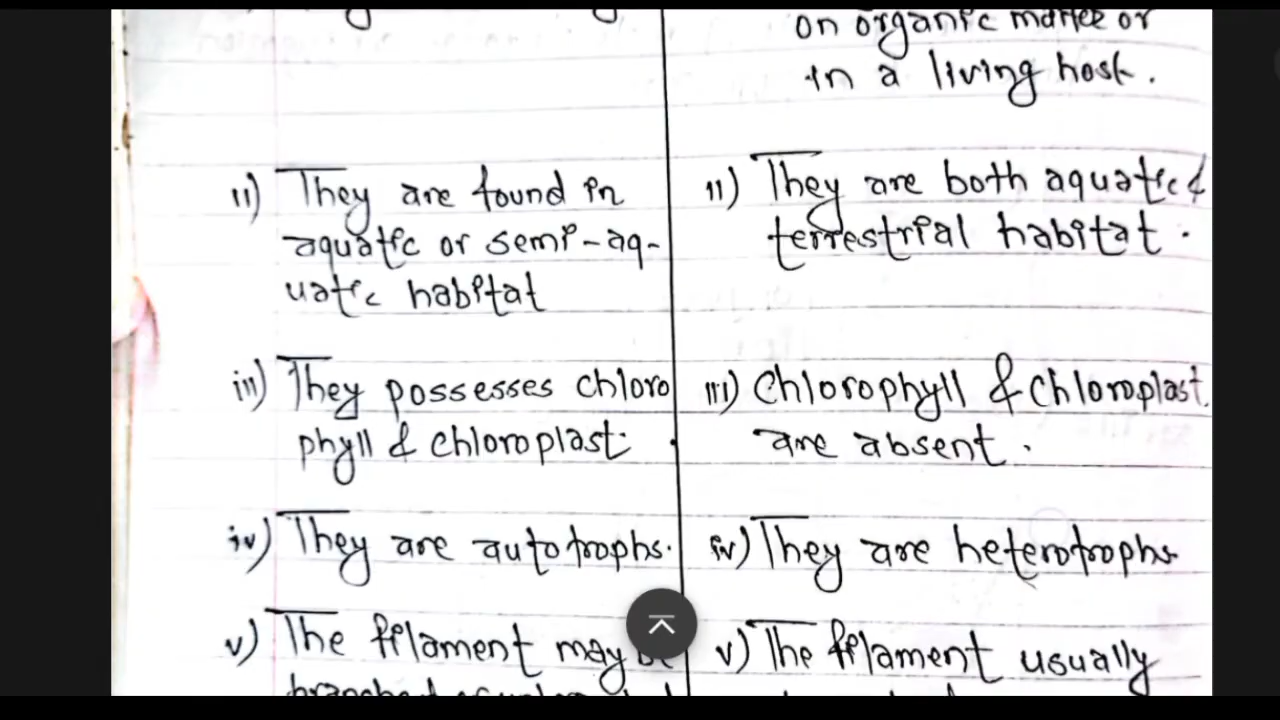 on organic matter or
in a living host.
ii) They are found in
aquatic or semi-aq-
uatic habitat
ii) They are both aquatic &
terrestrial habitat.
iii) They possesses chloro
phyll & chloroplast.
iii) Chlorophyll & chloroplast
are absent.
iv) They are autotrophs.
iv) They are heterotrophs
v) The filament may be
branched
v) The filament usually